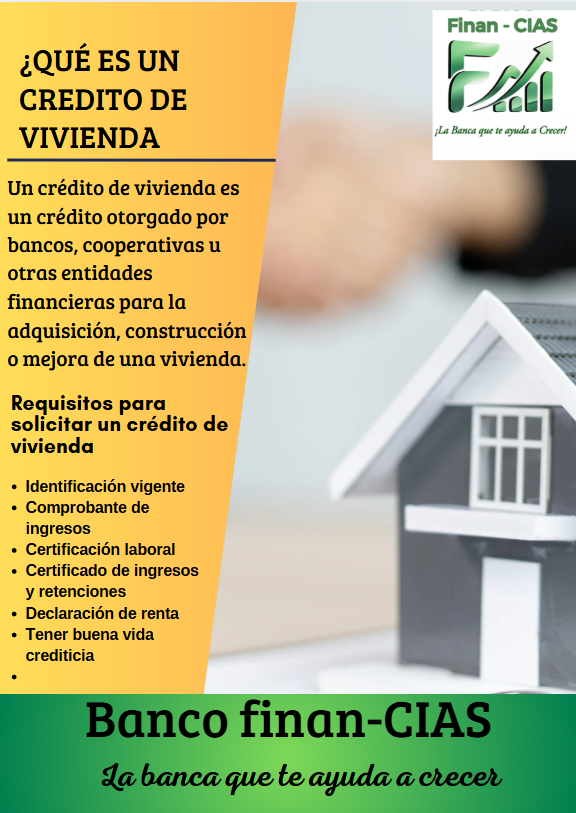 ¿QUÉ ES UN
CREDITO DE
VIVIENDA
Un crédito de vivienda es
un crédito otorgado por
bancos, cooperativas u
otras entidades
financieras para la
adquisición, construcción
o mejora de una vivienda.
Requisitos para
solicitar un crédito de
vivienda
• Identificación vigente
• Comprobante de
ingresos
• Certificación laboral
• Certificado de ingresos
y retenciones
• Declaración de renta
• Tener buena vida
crediticia
•
Finan - CIAS
¡La Banca que te ayuda a Crecer!
Banco finan-CIAS
La banca que te ayuda a crecer